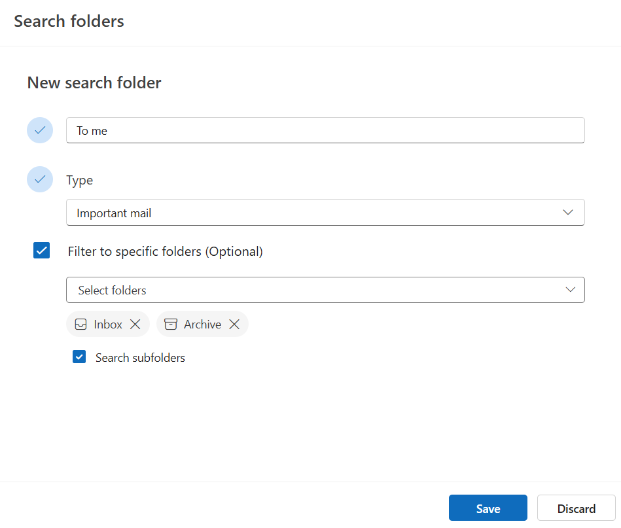 Search folders
New search folder
To me
Type
Important mail
Filter to specific folders (Optional)
Select folders
Inbox Archive
Search subfolders
Save Discard